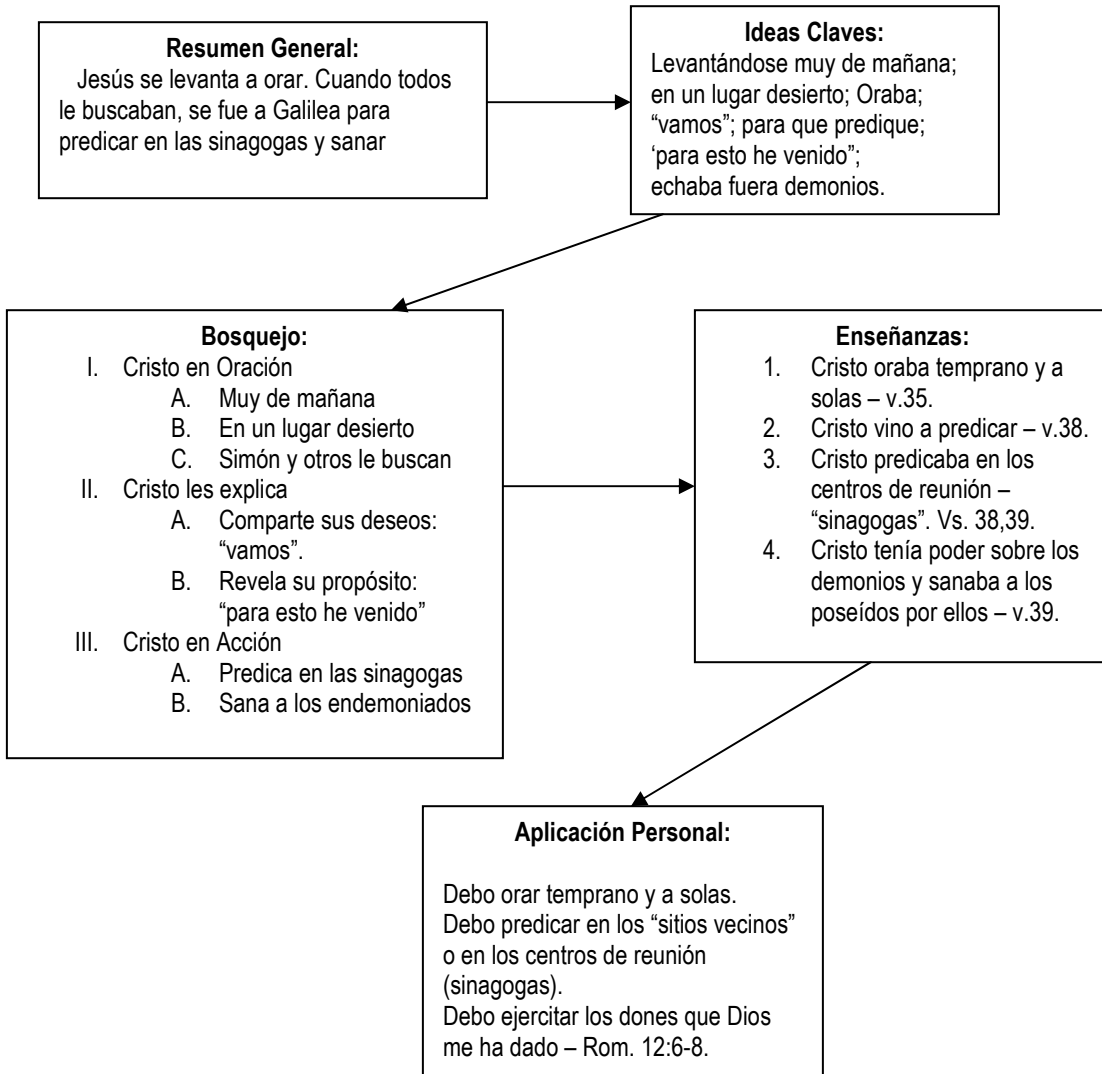 Resumen General:
Jesús se levanta a orar. Cuando todos
le buscaban, se fue a Galilea para
predicar en las sinagogas y sanar
Ideas Claves:
Levantándose muy de mañana;
en un lugar desierto; Oraba;
“vamos”; para que predique;
‘para esto he venido”;
echaba fuera demonios.
Bosquejo:
I. Cristo en Oración
A. Muy de mañana
B. En un lugar desierto
C. Simón y otros le buscan
II. Cristo les explica
A. Comparte sus deseos:
“vamos”.
B. Revela su propósito:
“para esto he venido”
III. Cristo en Acción
A. Predica en las sinagogas
B. Sana a los endemoniados
Enseñanzas:
1. Cristo oraba temprano y a
solas – v.35.
2. Cristo vino a predicar – v.38.
3. Cristo predicaba en los
centros de reunión –
“sinagogas”. Vs. 38,39.
4. Cristo tenía poder sobre los
demonios y sanaba a los
poseídos por ellos – v.39.
Aplicación Personal:
Debo orar temprano y a solas.
Debo predicar en los “sitios vecinos”
o en los centros de reunión
(sinagogas).
Debo ejercitar los dones que Dios
me ha dado – Rom. 12:6-8.